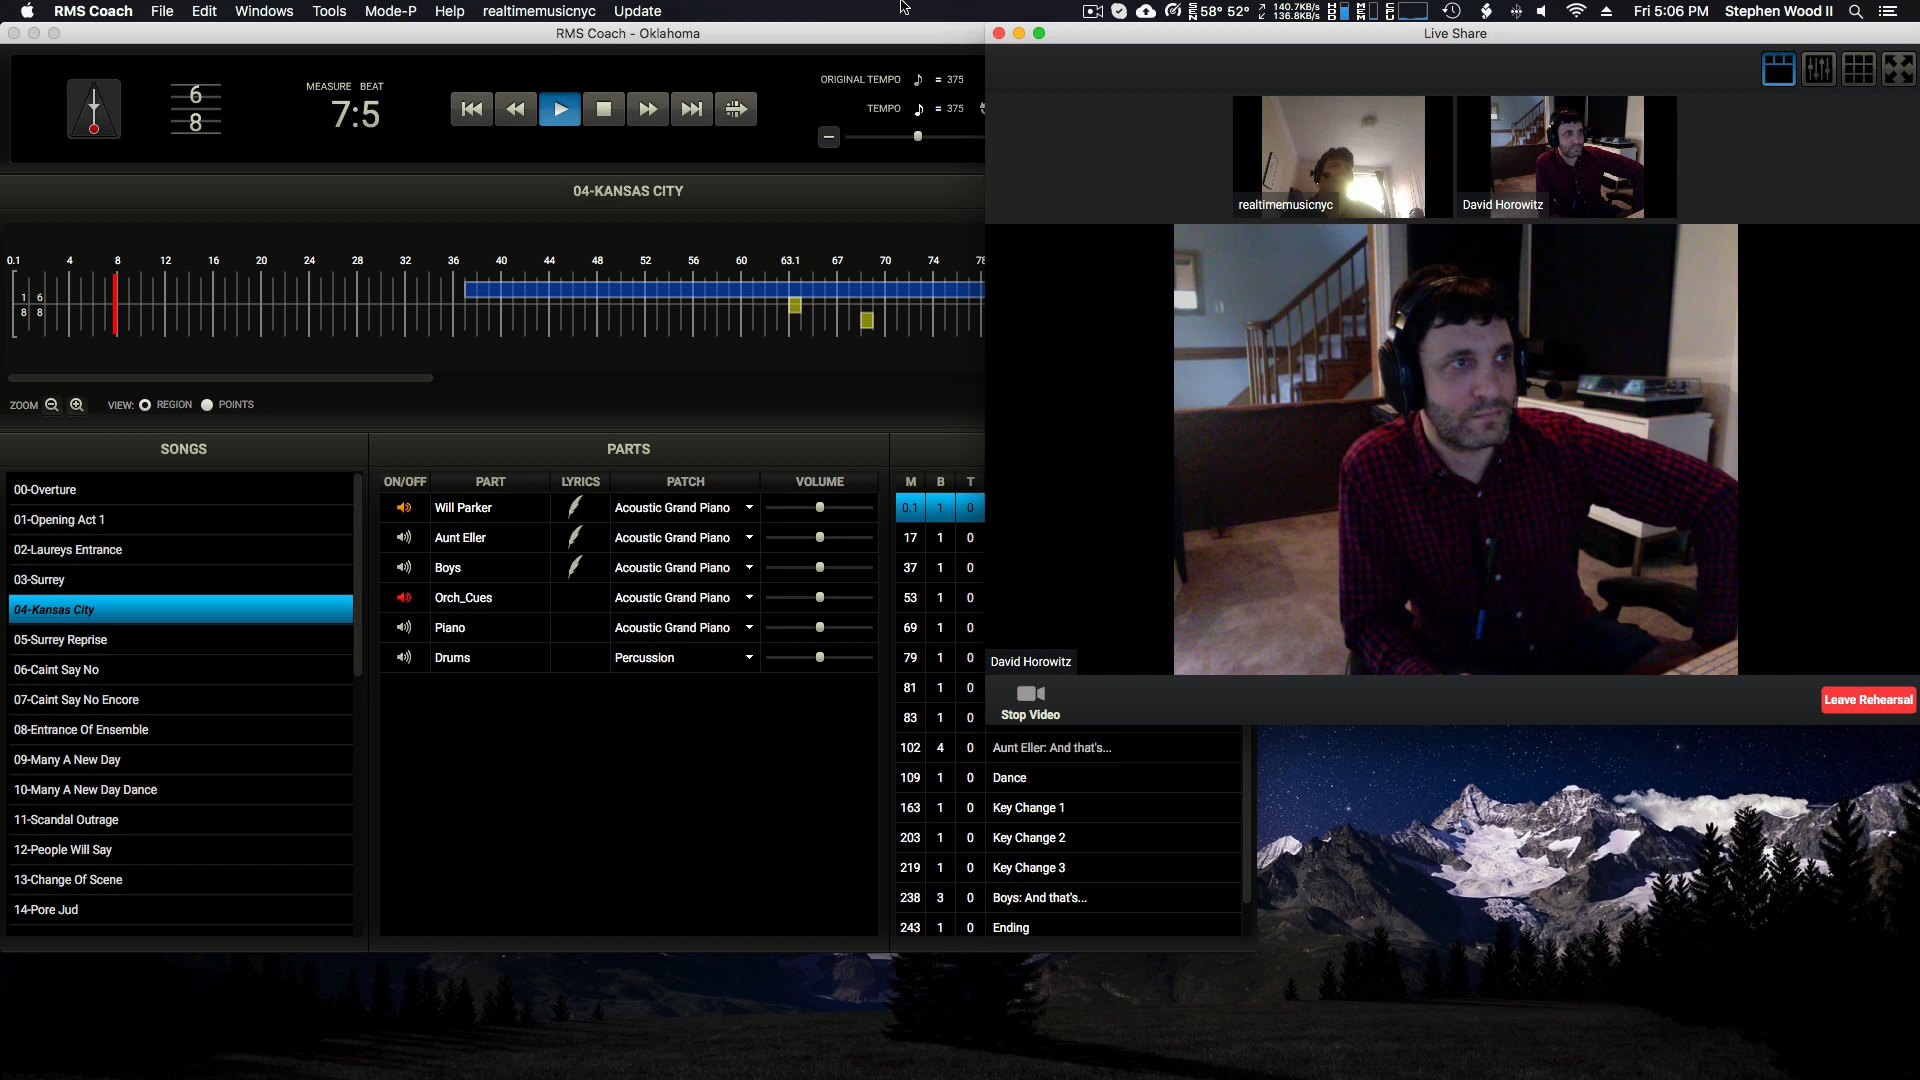 RMS Coach File Edit Windows Tools Mode-P Help realtimemusicnyc Update
58° 52° 140.7KB/s 136.8KB/s Fri 5:06 PM Stephen Wood II
RMS Coach - Oklahoma
Live Share
6
8
MEASURE BEAT
7:5
ORIGINAL TEMPO = 375
TEMPO = 375
04-KANSAS CITY
0.1 4 8 12 16 20 24 28 32 36 40 44 48 52 56 60 63.1 67 70 74 78
1 6
8 8
ZOOM VIEW: REGION POINTS
realtimemusicnyc
David Horowitz
David Horowitz
Stop Video
Leave Rehearsal
SONGS
00-Overture
01-Opening Act 1
02-Laureys Entrance
03-Surrey
04-Kansas City
05-Surrey Reprise
06-Caint Say No
07-Caint Say No Encore
08-Entrance Of Ensemble
09-Many A New Day
10-Many A New Day Dance
11-Scandal Outrage
12-People Will Say
13-Change Of Scene
14-Pore Jud
PARTS
ON/OFF PART LYRICS PATCH VOLUME
Will Parker Acoustic Grand Piano
Aunt Eller Acoustic Grand Piano
Boys Acoustic Grand Piano
Orch_Cues Acoustic Grand Piano
Piano Acoustic Grand Piano
Drums Percussion
M B T
0.1 1 0
17 1 0
37 1 0
53 1 0
69 1 0
79 1 0
81 1 0
83 1 0
102 4 0 Aunt Eller: And that's...
109 1 0 Dance
163 1 0 Key Change 1
203 1 0 Key Change 2
219 1 0 Key Change 3
238 3 0 Boys: And that's...
243 1 0 Ending